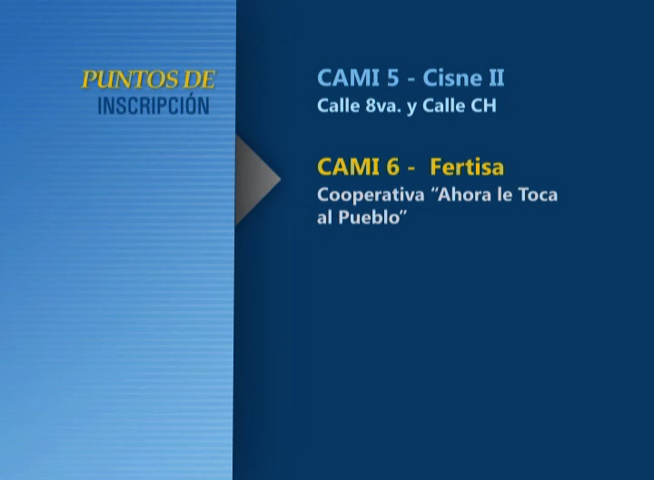 PUNTOS DE
INSCRIPCIÓN
CAMI 5 - Cisne II
Calle 8va. y Calle CH
CAMI 6 - Fertisa
Cooperativa “Ahora le Toca
al Pueblo”